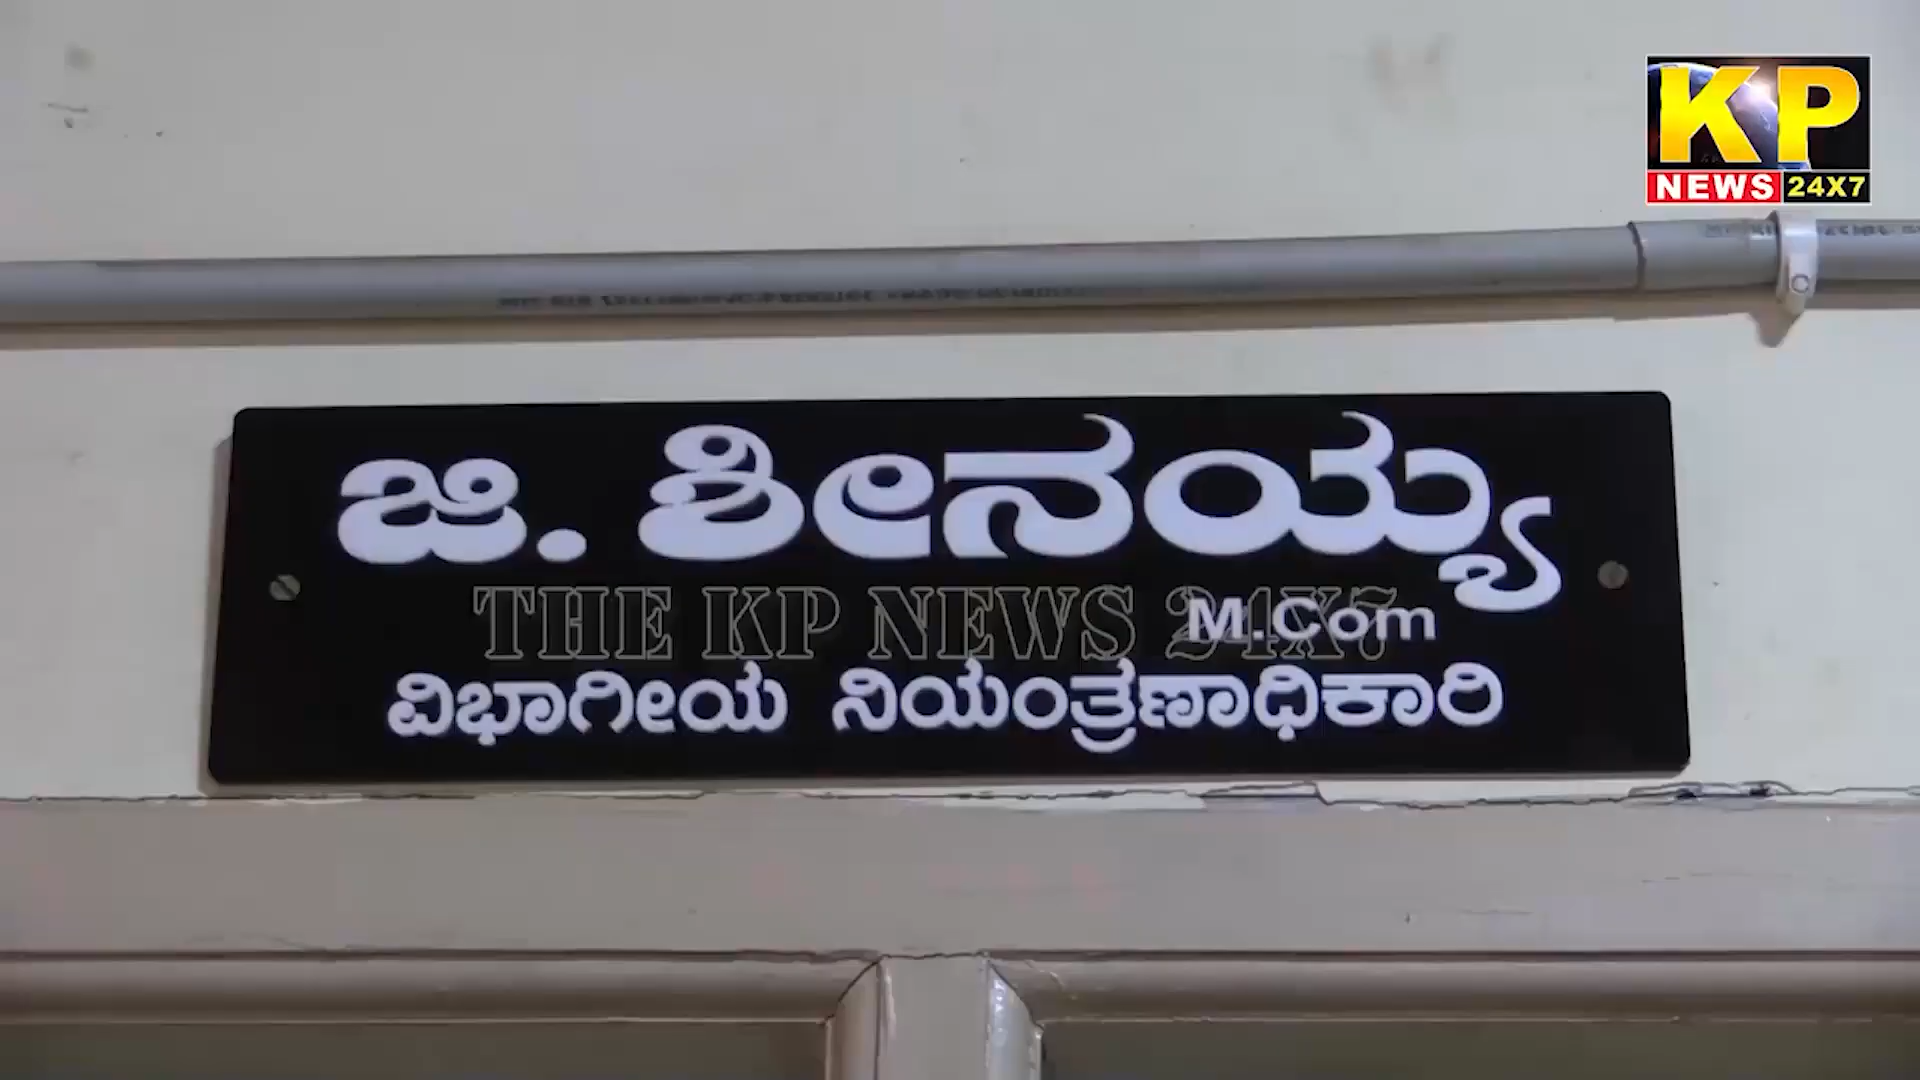 KP
NEWS 24X7
ಜಿ. ಶೀನಯ್ಯ
THE KP NEWS 24X7
M.Com
ವಿಭಾಗೀಯ ನಿಯಂತ್ರಣಾಧಿಕಾರಿ